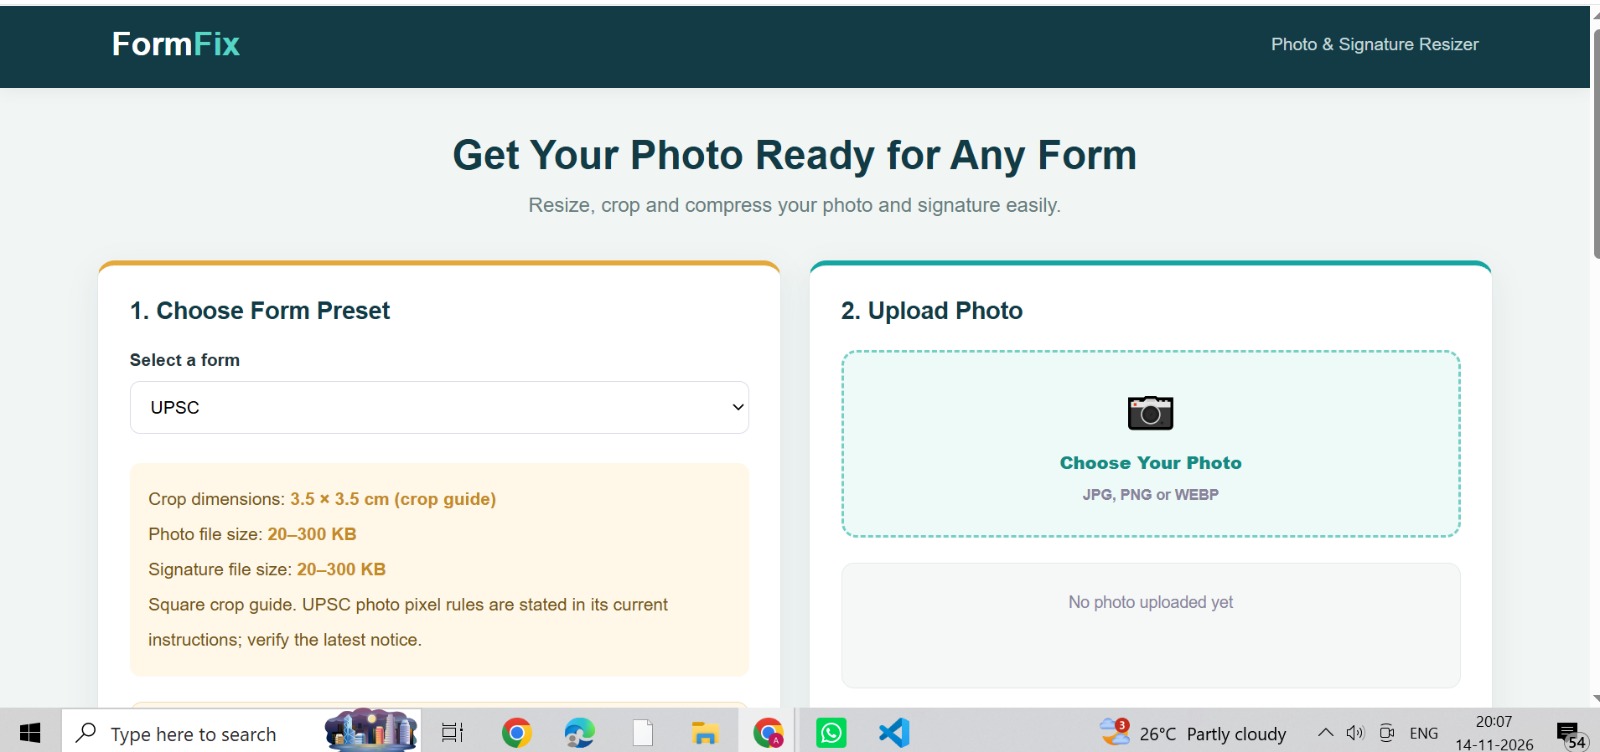 FormFix
Photo & Signature Resizer
Get Your Photo Ready for Any Form
Resize, crop and compress your photo and signature easily.
1. Choose Form Preset
Select a form
UPSC
Crop dimensions: 3.5 × 3.5 cm (crop guide)
Photo file size: 20–300 KB
Signature file size: 20–300 KB
Square crop guide. UPSC photo pixel rules are stated in its current
instructions; verify the latest notice.
2. Upload Photo
Choose Your Photo
JPG, PNG or WEBP
No photo uploaded yet
Type here to search
A
3
26°C Partly cloudy
ENG
20:07
14-11-2026
54